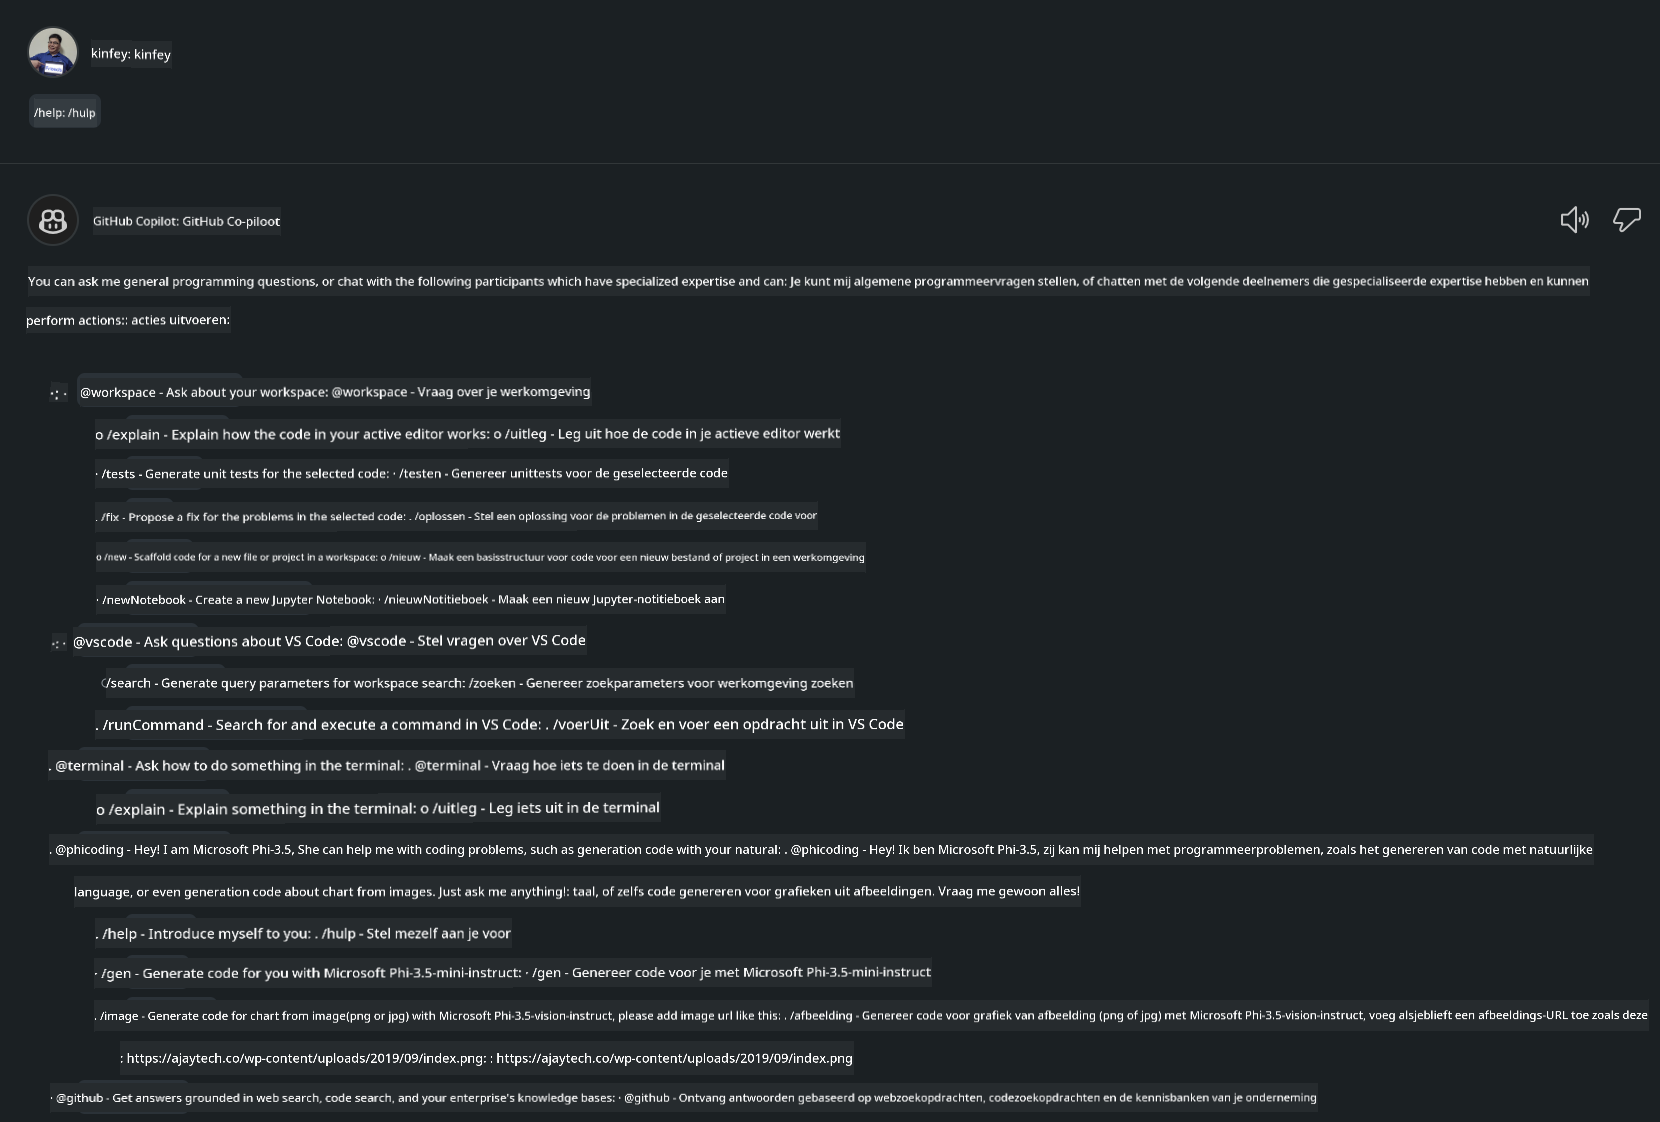 kinfey: kinfey
/help: /hulp
GitHub Copilot: GitHub Co-piloot
You can ask me general programming questions, or chat with the following participants which have specialized expertise and can: Je kunt mij algemene programmeervragen stellen, of chatten met de volgende deelnemers die gespecialiseerde expertise hebben en kunnen
perform actions:: acties uitvoeren:
·:· @workspace - Ask about your workspace: @workspace - Vraag over je werkomgeving
o /explain - Explain how the code in your active editor works: o /uitleg - Leg uit hoe de code in je actieve editor werkt
· /tests - Generate unit tests for the selected code: · /testen - Genereer unittests voor de geselecteerde code
. /fix - Propose a fix for the problems in the selected code: . /oplossen - Stel een oplossing voor de problemen in de geselecteerde code voor
o /new - Scaffold code for a new file or project in a workspace: o /nieuw - Maak een basisstructuur voor code voor een nieuw bestand of project in een werkomgeving
· /newNotebook - Create a new Jupyter Notebook: · /nieuwNotitieboek - Maak een nieuw Jupyter-notitieboek aan
·:· @vscode - Ask questions about VS Code: @vscode - Stel vragen over VS Code
/search - Generate query parameters for workspace search: /zoeken - Genereer zoekparameters voor werkomgeving zoeken
. /runCommand - Search for and execute a command in VS Code: . /voerUit - Zoek en voer een opdracht uit in VS Code
. @terminal - Ask how to do something in the terminal: . @terminal - Vraag hoe iets te doen in de terminal
o /explain - Explain something in the terminal: o /uitleg - Leg iets uit in de terminal
. @phicoding - Hey! I am Microsoft Phi-3.5, She can help me with coding problems, such as generation code with your natural: . @phicoding - Hey! Ik ben Microsoft Phi-3.5, zij kan mij helpen met programmeerproblemen, zoals het genereren van code met natuurlijke
language, or even generation code about chart from images. Just ask me anything!: taal, of zelfs code genereren voor grafieken uit afbeeldingen. Vraag me gewoon alles!
. /help - Introduce myself to you: . /hulp - Stel mezelf aan je voor
· /gen - Generate code for you with Microsoft Phi-3.5-mini-instruct: · /gen - Genereer code voor je met Microsoft Phi-3.5-mini-instruct
. /image - Generate code for chart from image(png or jpg) with Microsoft Phi-3.5-vision-instruct, please add image url like this: . /afbeelding - Genereer code voor grafiek van afbeelding (png of jpg) met Microsoft Phi-3.5-vision-instruct, voeg alsjeblieft een afbeeldings-URL toe zoals deze
: https://ajaytech.co/wp-content/uploads/2019/09/index.png: : https://ajaytech.co/wp-content/uploads/2019/09/index.png
· @github - Get answers grounded in web search, code search, and your enterprise's knowledge bases: · @github - Ontvang antwoorden gebaseerd op webzoekopdrachten, codezoekopdrachten en de kennisbanken van je onderneming